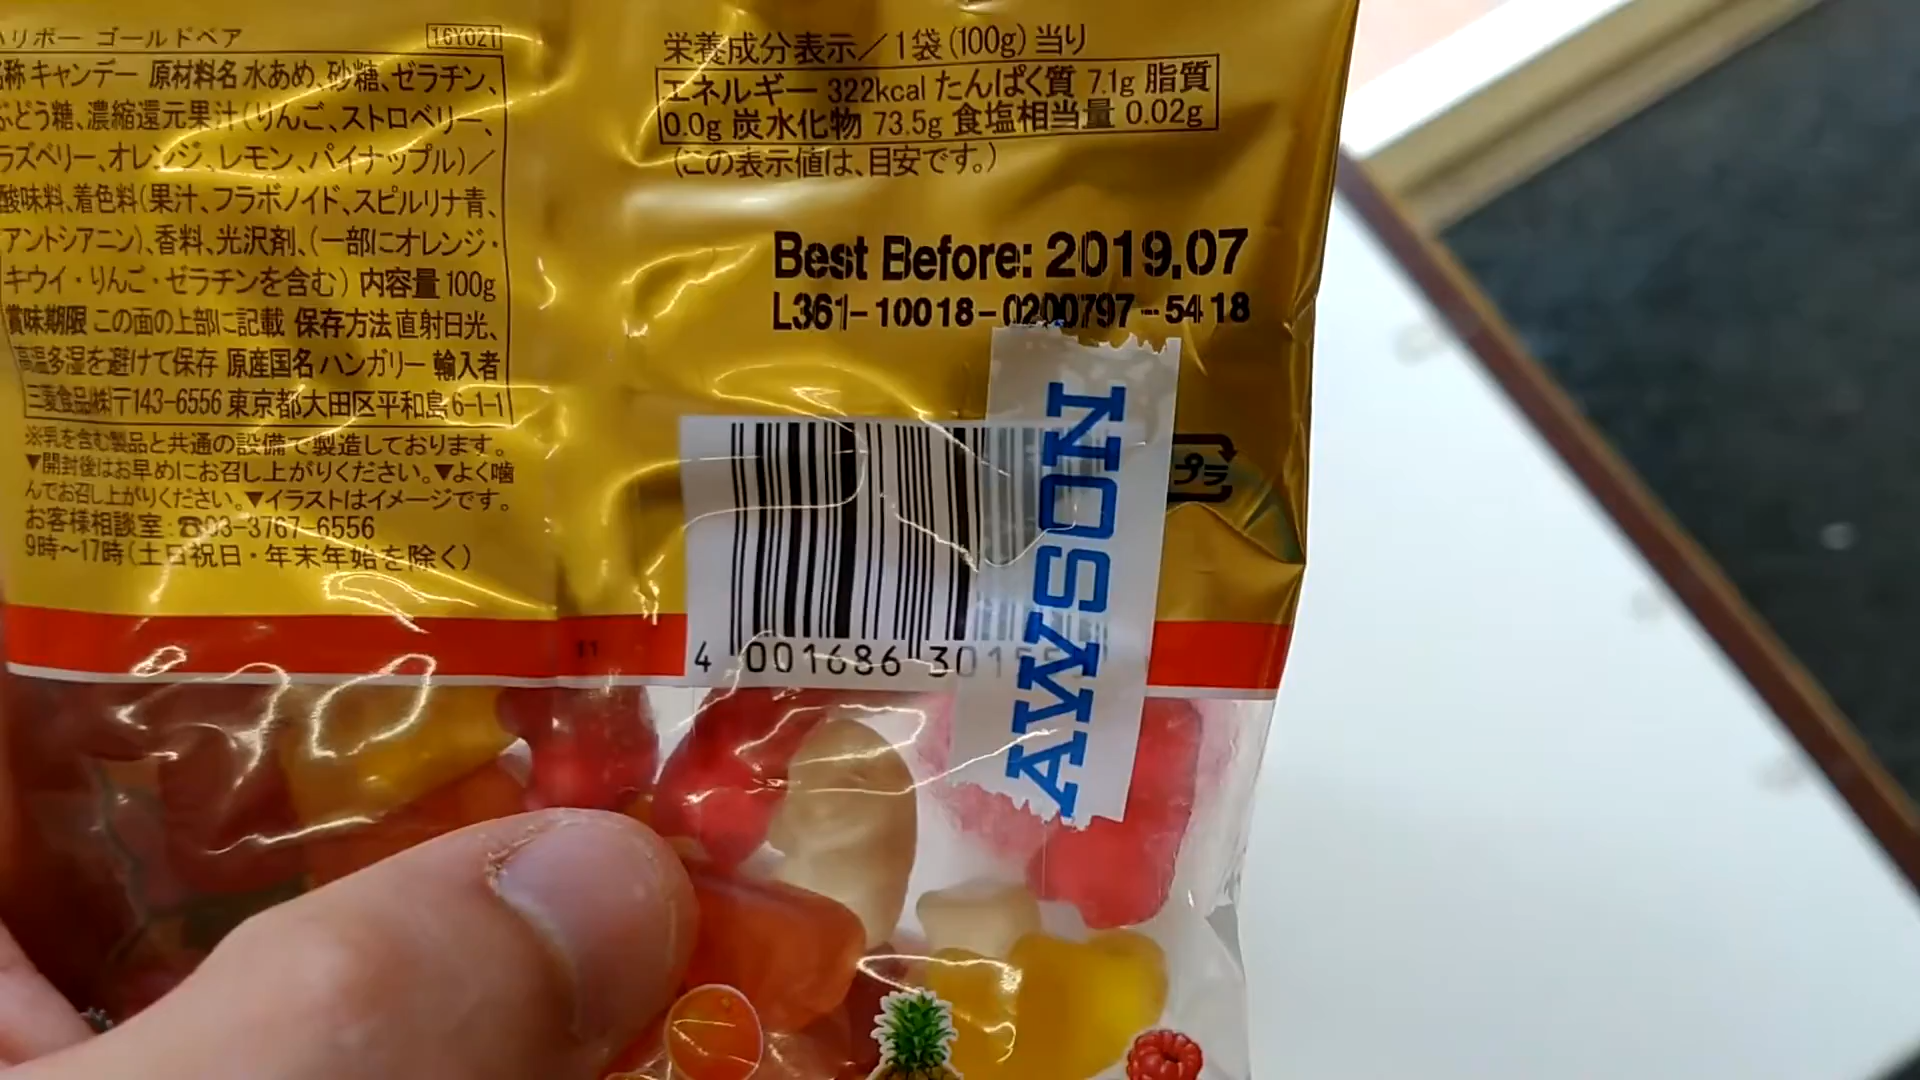 ハリボー ゴールドベア 16Y021
名称 キャンデー 原材料名 水あめ、砂糖、ゼラチン、
ぶどう糖、濃縮還元果汁(りんご、ストロベリー、
ラズベリー、オレンジ、レモン、パイナップル)/
酸味料、着色料(果汁、フラボノイド、スピルリナ青、
アントシアニン)、香料、光沢剤、(一部にオレンジ・
キウイ・りんご・ゼラチンを含む) 内容量 100g
賞味期限 この面の上部に記載 保存方法 直射日光、
高温多湿を避けて保存 原産国名 ハンガリー 輸入者
三菱食品㈱〒143-6556 東京都大田区平和島 6-1-1
※乳を含む製品と共通の設備で製造しております。
▼開封後はお早めにお召し上がりください。▼よく噛
んでお召し上がりください。▼イラストはイメージです。
お客様相談室:☎03-3767-6556
9時〜17時(土日祝日・年末年始を除く)
栄養成分表示/1袋(100g)当り
エネルギー 322kcal たんぱく質 7.1g 脂質
0.0g 炭水化物 73.5g 食塩相当量 0.02g
(この表示値は、目安です。)
Best Before: 2019.07
L361-10018-0200797-5418
プラ
4 001686 301
AWSON